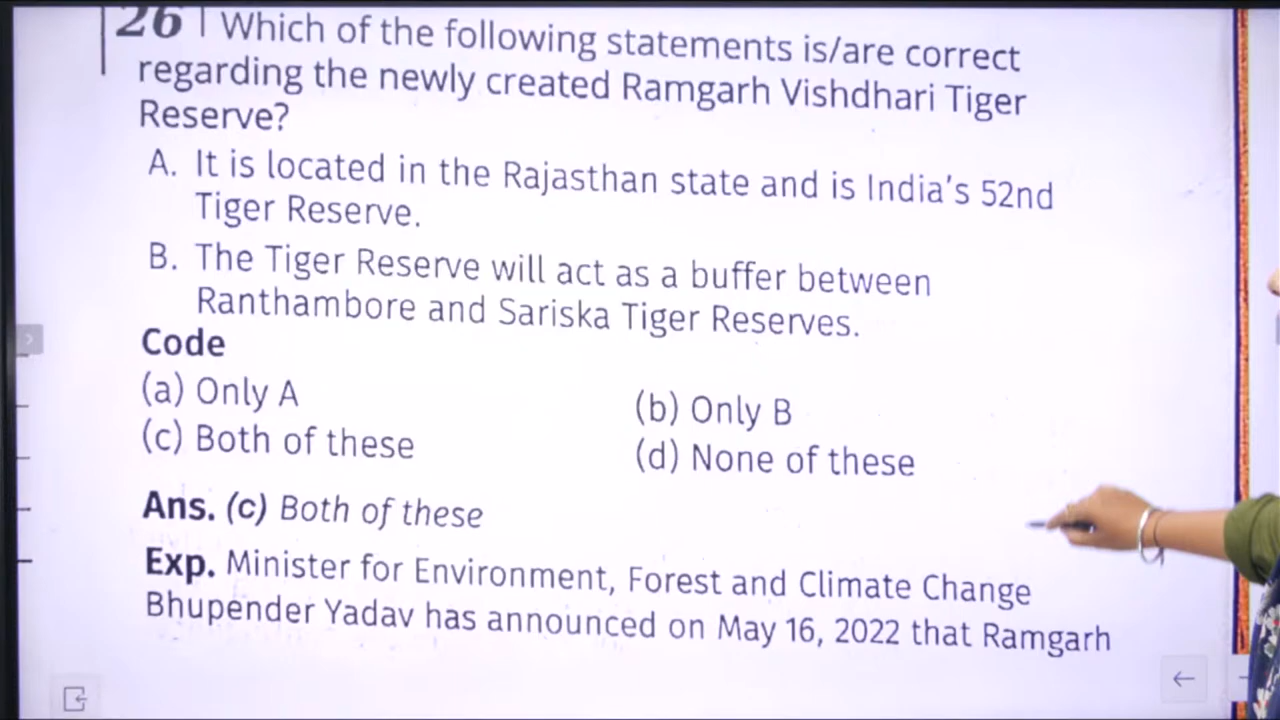 26 | Which of the following statements is/are correct
regarding the newly created Ramgarh Vishdhari Tiger
Reserve?
A. It is located in the Rajasthan state and is India's 52nd
Tiger Reserve.
B. The Tiger Reserve will act as a buffer between
Ranthambore and Sariska Tiger Reserves.
Code
(a) Only A (b) Only B
(c) Both of these (d) None of these
Ans. (c) Both of these
Exp. Minister for Environment, Forest and Climate Change
Bhupender Yadav has announced on May 16, 2022 that Ramgarh